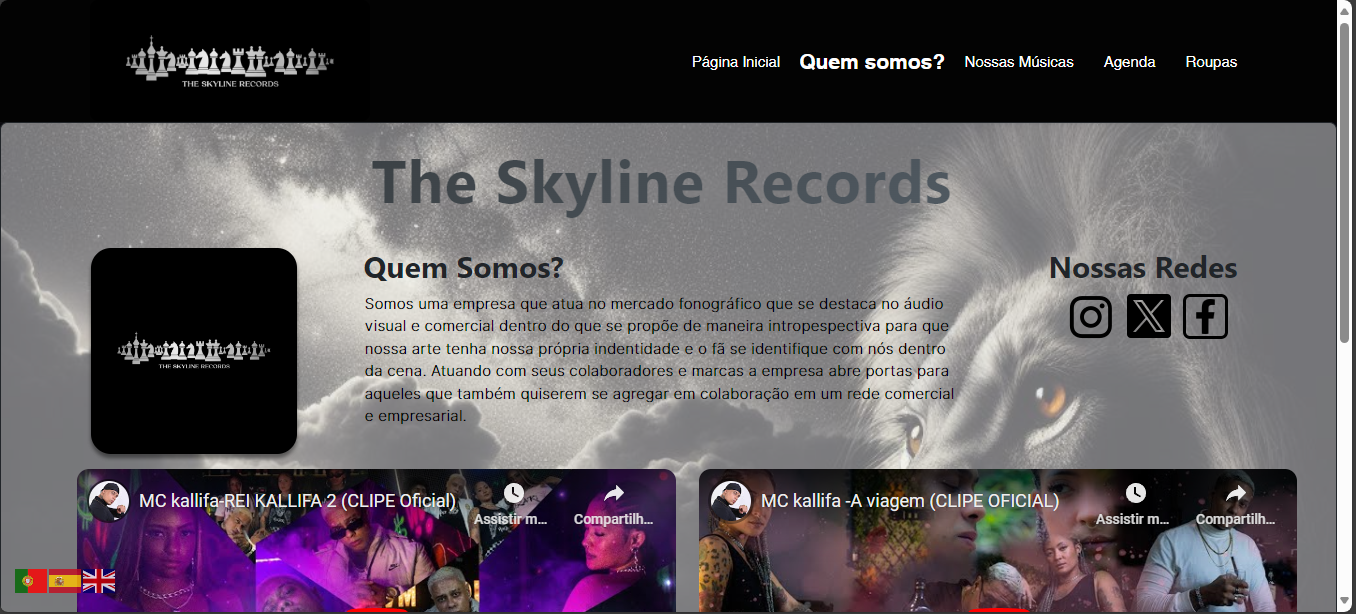 THE SKYLINE RECORDS
Página Inicial
Quem somos?
Nossas Músicas
Agenda
Roupas
The Skyline Records
THE SKYLINE RECORDS
Quem Somos?
Somos uma empresa que atua no mercado fonográfico que se destaca no áudio
visual e comercial dentro do que se propõe de maneira intropespectiva para que
nossa arte tenha nossa própria indentidade e o fã se identifique com nós dentro
da cena. Atuando com seus colaboradores e marcas a empresa abre portas para
aqueles que também quiserem se agregar em colaboração em um rede comercial
e empresarial.
Nossas Redes
MC kallifa-REI KALLIFA 2 (CLIPE Oficial)
Assistir m...
Compartilh...
MC kallifa -A viagem (CLIPE OFICIAL)
Assistir m...
Compartilh...